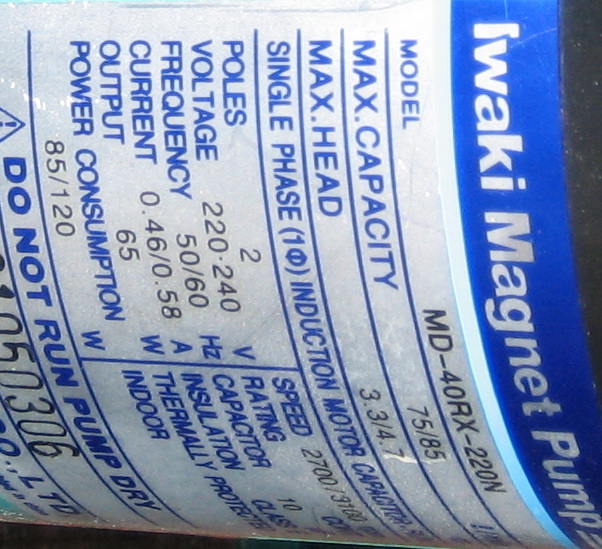 Iwaki Magnet Pump
MODEL MD-40RX-220N
MAX.CAPACITY 75/85
MAX.HEAD 3.3/4.7
SINGLE PHASE (1Φ) INDUCTION MOTOR
POLES 2 SPEED
VOLTAGE 220-240 V RATING
FREQUENCY 50/60 Hz CAPACITOR 10
CURRENT 0.46/0.58 A INSULATION
OUTPUT 65 W THERMALLY
POWER CONSUMPTION INDOOR
85/120 W
DO NOT RUN PUMP DRY